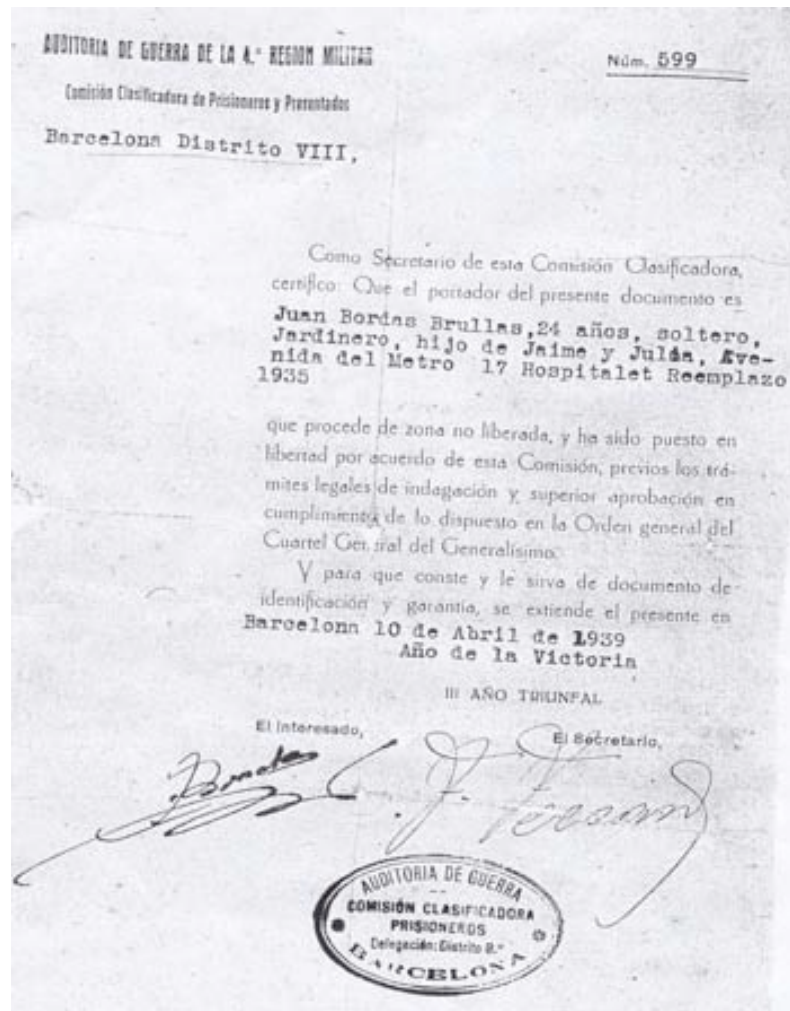 AUDITORIA DE GUERRA DE LA 4.ª REGION MILITAR
Núm. 599
Comisión Clasificadora de Prisioneros y Presentados
Barcelona Distrito VIII,
Como Secretario de esta Comisión Clasificadora,
certifico: Que el portador del presente documento es
Juan Bordas Brullas,24 años, soltero,
Jardinero, hijo de Jaime y Julia, Ave-
nida del Metro 17 Hospitalet Reemplazo
1935
que procede de zona no liberada, y ha sido puesto en
libertad por acuerdo de esta Comisión, previos los trá-
mites legales de indagación y superior aprobación en
cumplimiento de lo dispuesto en la Orden general del
Cuartel General del Generalísimo.
Y para que conste y le sirva de documento de
identificación y garantía, se extiende el presente en
Barcelona 10 de Abril de 1939
Año de la Victoria
III AÑO TRIUNFAL
El Interesado,
El Secretario,
Bordas
AUDITORIA DE GUERRA
COMISIÓN CLASIFICADORA
PRISIONEROS
Delegación: Distrito 8.º
BARCELONA